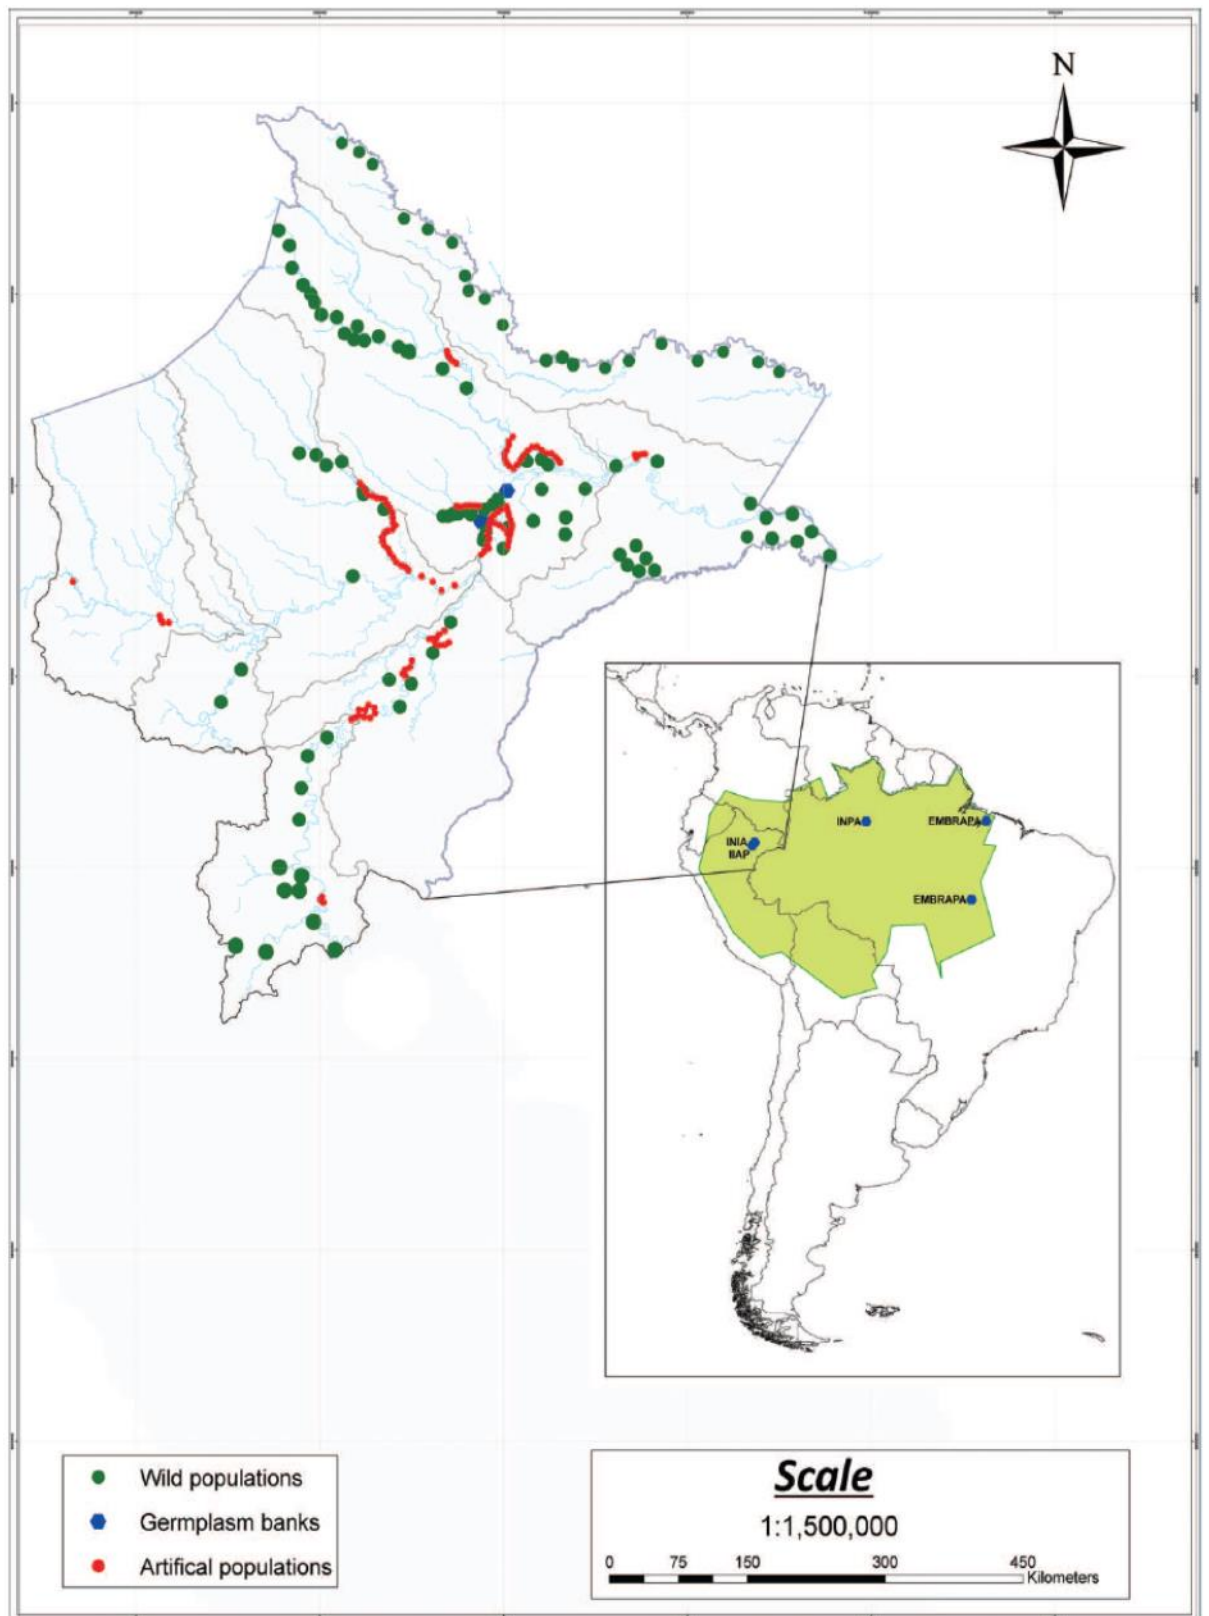 N
INPA
EMBRAPA
INIA
IIAP
EMBRAPA
Wild populations
Germplasm banks
Artifical populations
Scale
1:1,500,000
0 75 150 300 450
Kilometers